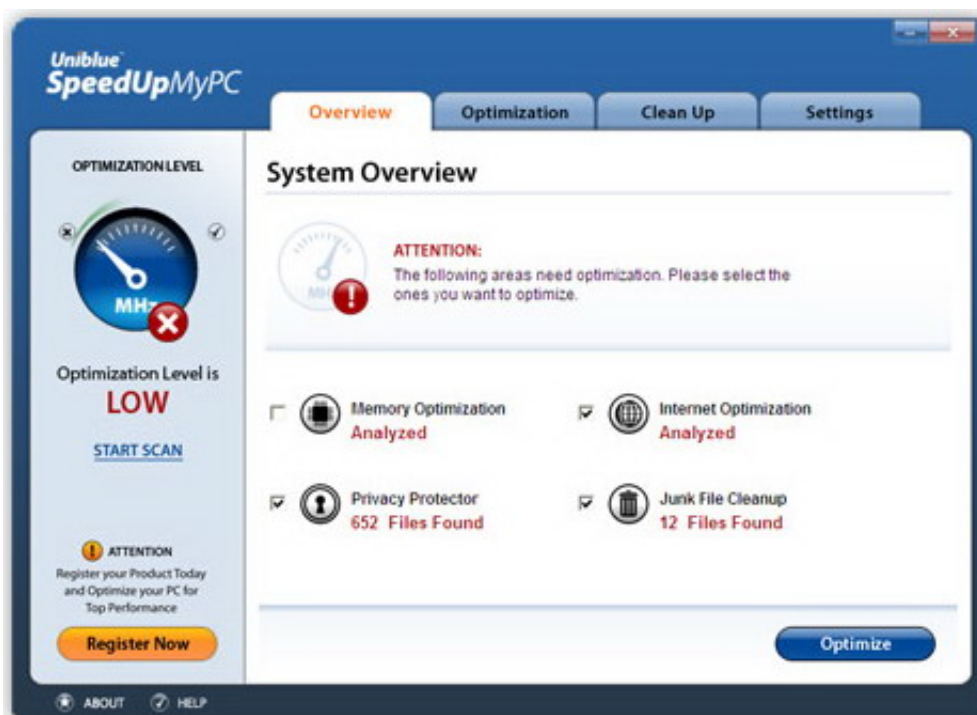 Uniblue
SpeedUpMyPC
Overview
Optimization
Clean Up
Settings
OPTIMIZATION LEVEL
MHz
Optimization Level is
LOW
START SCAN
ATTENTION
Register your Product Today
and Optimize your PC for
Top Performance
Register Now
System Overview
MHz
ATTENTION:
The following areas need optimization. Please select the
ones you want to optimize.
Memory Optimization
Analyzed
Internet Optimization
Analyzed
Privacy Protector
652 Files Found
Junk File Cleanup
12 Files Found
Optimize
ABOUT
HELP